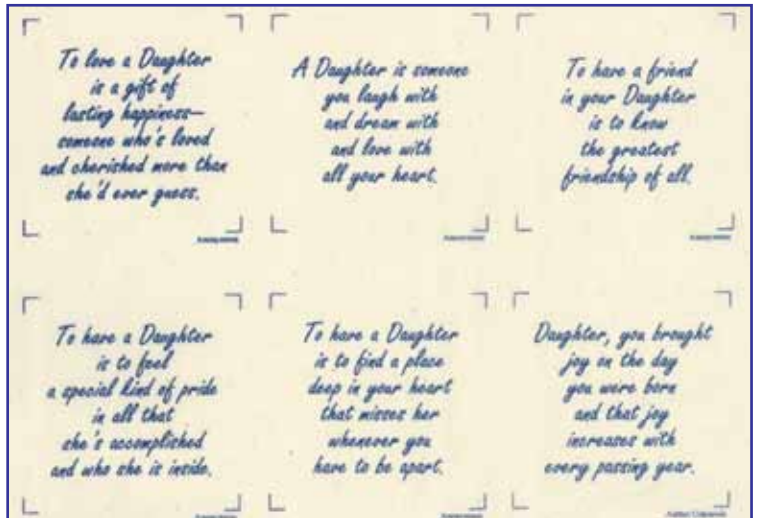 To love a Daughter
is a gift of
lasting happiness—
someone who's loved
and cherished more than
she'd ever guess.
A Daughter is someone
you laugh with
and dream with
and love with
all your heart.
To have a friend
in your Daughter
is to know
the greatest
friendship of all.
To have a Daughter
is to feel
a special kind of pride
in all that
she's accomplished
and who she is inside.
To have a Daughter
is to find a place
deep in your heart
that misses her
whenever you
have to be apart.
Daughter, you brought
joy on the day
you were born
and that joy
increases with
every passing year.